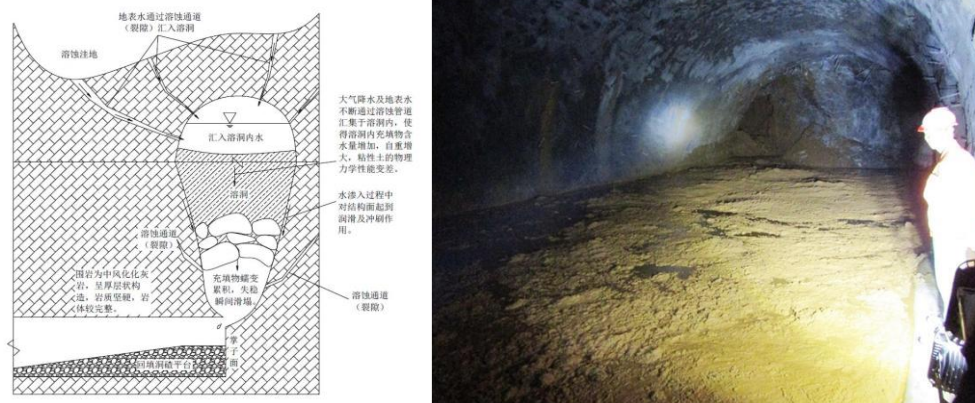 地表水通过溶蚀通道
（裂隙）汇入溶洞
溶蚀洼地
大气降水及地表水
不断通过溶蚀管道
汇集于溶洞内，使
得溶洞内充填物含
水量增加，自重增
大，粘性土的物理
力学性能变差。
汇入溶洞内水
溶洞
水渗入过程中
对结构面起到
润滑及冲刷作
用。
溶蚀通道
（裂隙）
围岩为中风化化灰
岩，呈厚层状构
造，岩质坚硬，岩
体较完整。
充填物蠕变
累积，失稳
瞬间滑塌。
溶蚀通道
（裂隙）
掌子面
回填洞碴平台